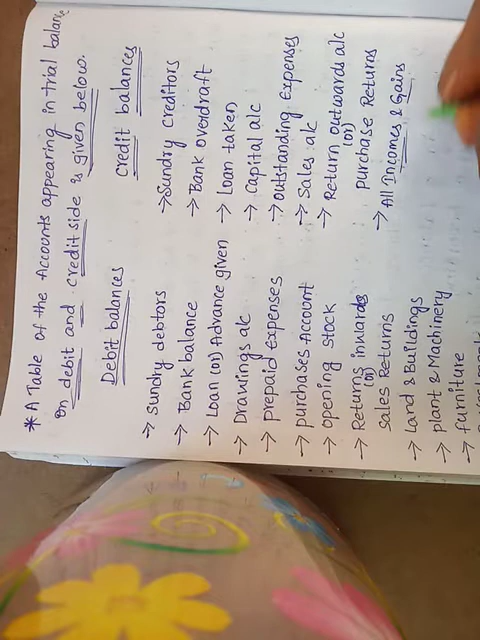 * A Table of the Accounts appearing in trial balance
on debit and credit side is given below.
Debit balances
→ Sundry debtors
→ Bank balance
→ Loan (or) Advance given
→ Drawings a/c
→ prepaid expenses
→ purchases Account
→ opening stock
→ Returns inwards
(or)
sales Returns
→ Land & Buildings
→ plant & Machinery
→ furniture
credit balances
→ Sundry creditors
→ Bank overdraft
→ Loan taken
→ Capital a/c
→ Outstanding Expenses
→ Sales a/c
→ Return outwards a/c
(or)
purchase Returns
→ All Incomes & Gains